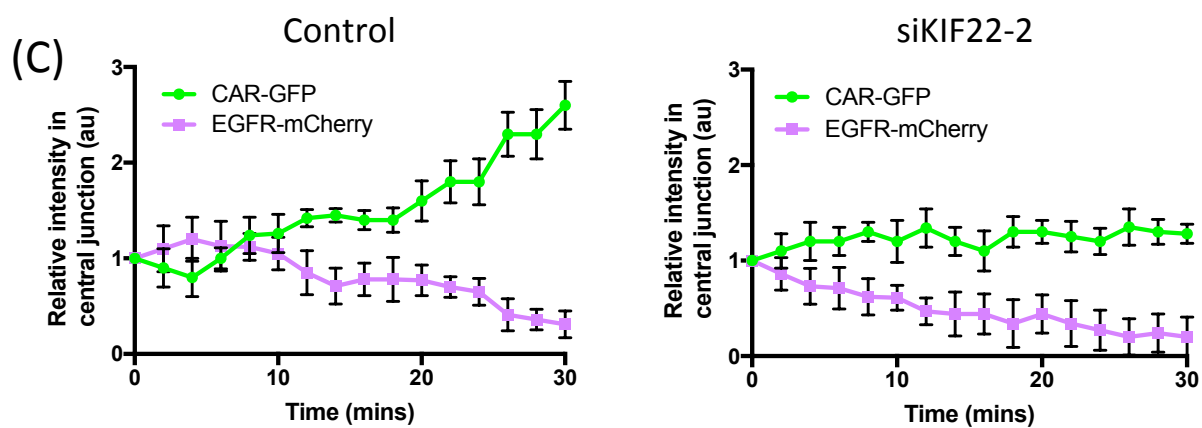 (C)
Control
3
2
1
0
Relative intensity in
central junction (au)
CAR-GFP
EGFR-mCherry
0
10
20
30
Time (mins)
siKIF22-2
3
2
1
0
Relative intensity in
central junction (au)
CAR-GFP
EGFR-mCherry
0
10
20
30
Time (mins)